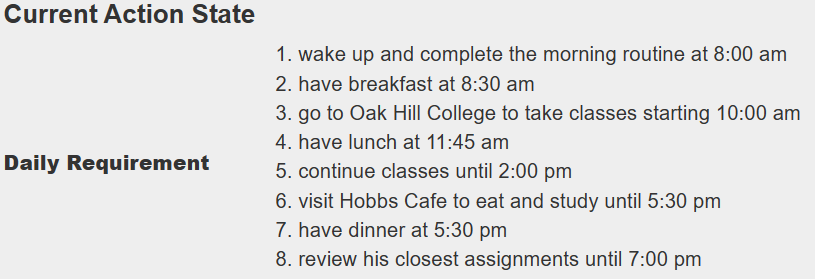 Current Action State
1. wake up and complete the morning routine at 8:00 am
2. have breakfast at 8:30 am
3. go to Oak Hill College to take classes starting 10:00 am
4. have lunch at 11:45 am
Daily Requirement
5. continue classes until 2:00 pm
6. visit Hobbs Cafe to eat and study until 5:30 pm
7. have dinner at 5:30 pm
8. review his closest assignments until 7:00 pm